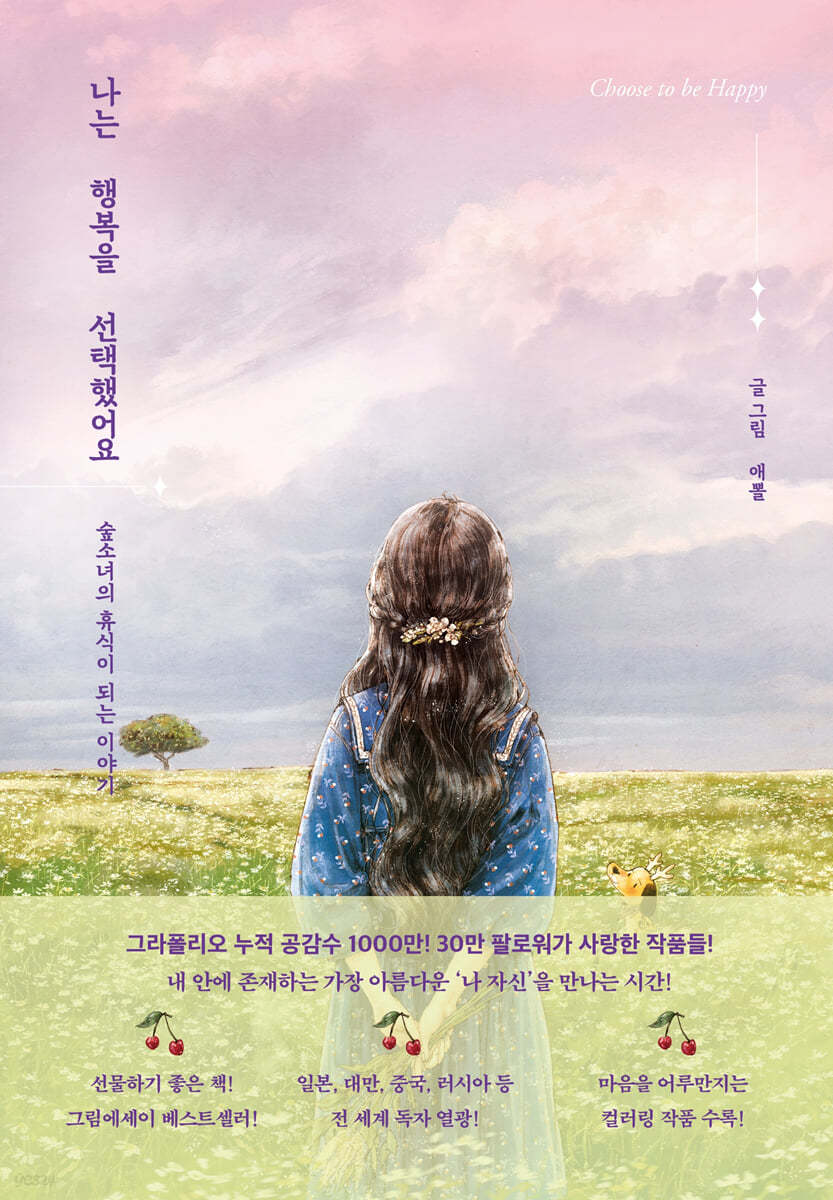 나는 행복을 선택했어요
Choose to be Happy
글 그림 애뽈
숲소녀의 휴식이 되는 이야기
그라폴리오 누적 공감수 1000만! 30만 팔로워가 사랑한 작품들!
내 안에 존재하는 가장 아름다운 ‘나 자신’을 만나는 시간!
선물하기 좋은 책!
그림에세이 베스트셀러!
일본, 대만, 중국, 러시아 등
전 세계 독자 열광!
마음을 어루만지는
컬러링 작품 수록!
YES24